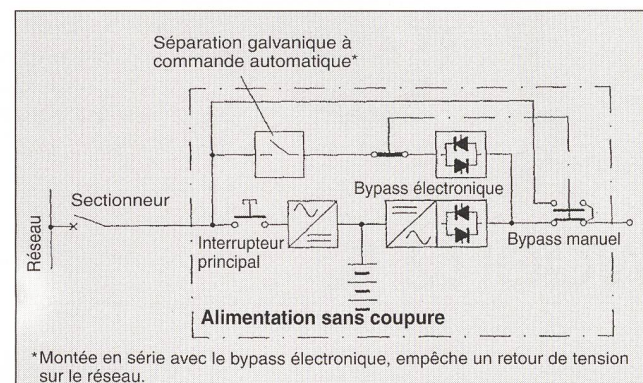 Séparation galvanique à
commande automatique*
Sectionneur
Réseau
Bypass électronique
Interrupteur
principal
Bypass manuel
Alimentation sans coupure
*Montée en série avec le bypass électronique, empêche un retour de tension
sur le réseau.